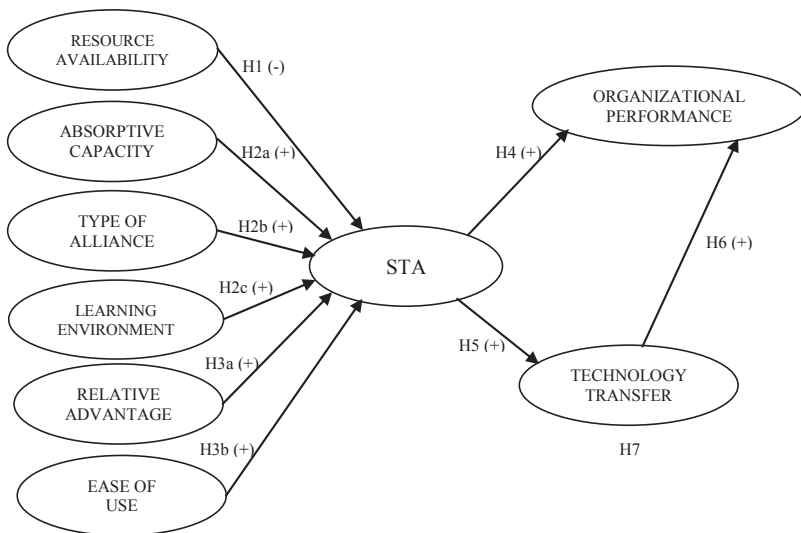 RESOURCE
AVAILABILITY
H1 (-)
ABSORPTIVE
CAPACITY
H2a (+)
TYPE OF
ALLIANCE
H2b (+)
LEARNING
ENVIRONMENT
H2c (+)
RELATIVE
ADVANTAGE
H3a (+)
EASE OF
USE
H3b (+)
STA
H4 (+)
ORGANIZATIONAL
PERFORMANCE
H5 (+)
H6 (+)
TECHNOLOGY
TRANSFER
H7